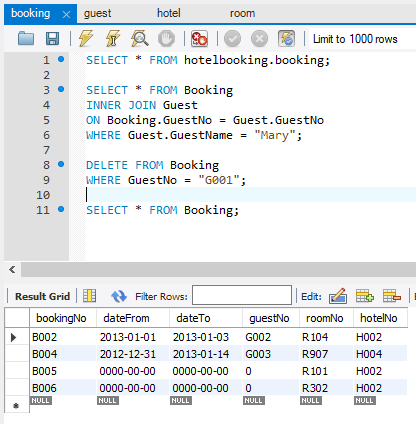 booking guest hotel room
Limit to 1000 rows
1 SELECT * FROM hotelbooking.booking;
2
3 SELECT * FROM Booking
4 INNER JOIN Guest
5 ON Booking.GuestNo = Guest.GuestNo
6 WHERE Guest.GuestName = "Mary";
7
8 DELETE FROM Booking
9 WHERE GuestNo = "G001";
10
11 SELECT * FROM Booking;
Result Grid Filter Rows: Edit:
bookingNo dateFrom dateTo guestNo roomNo hotelNo
B002 2013-01-01 2013-01-03 G002 R104 H002
B004 2012-12-31 2013-01-14 G003 R907 H004
B005 0000-00-00 0000-00-00 0 R101 H002
B006 0000-00-00 0000-00-00 0 R302 H002
NULL NULL NULL NULL NULL NULL